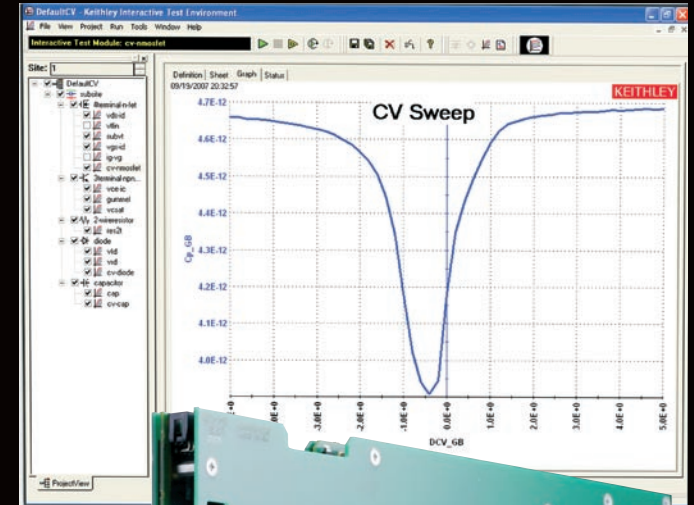 DefaultCV - Keithley Interactive Test Environment
File View Project Run Tools Window Help
Interactive Test Module: cv-nmosfet
Site: 1
DefaultCV
subsite
4terminal-n-fet
vds-id
vtlin
subvt
vgs-id
ig-vg
cv-nmosfet
3terminal-npn...
vce-ic
gummel
vcsat
2-wireresistor
res2t
diode
vfd
vrd
cv-diode
capacitor
cap
cv-cap
ProjectView
Definition Sheet Graph Status
09/19/2007 20:32:57
KEITHLEY
CV Sweep
4.7E-12
4.6E-12
4.5E-12
4.4E-12
4.3E-12
4.2E-12
4.1E-12
4.0E-12
Cp_GB
-3.0E+0 -2.0E+0 -1.0E+0 0.0E+0 1.0E+0 2.0E+0 3.0E+0 4.0E+0 5.0E+0
DCV_GB